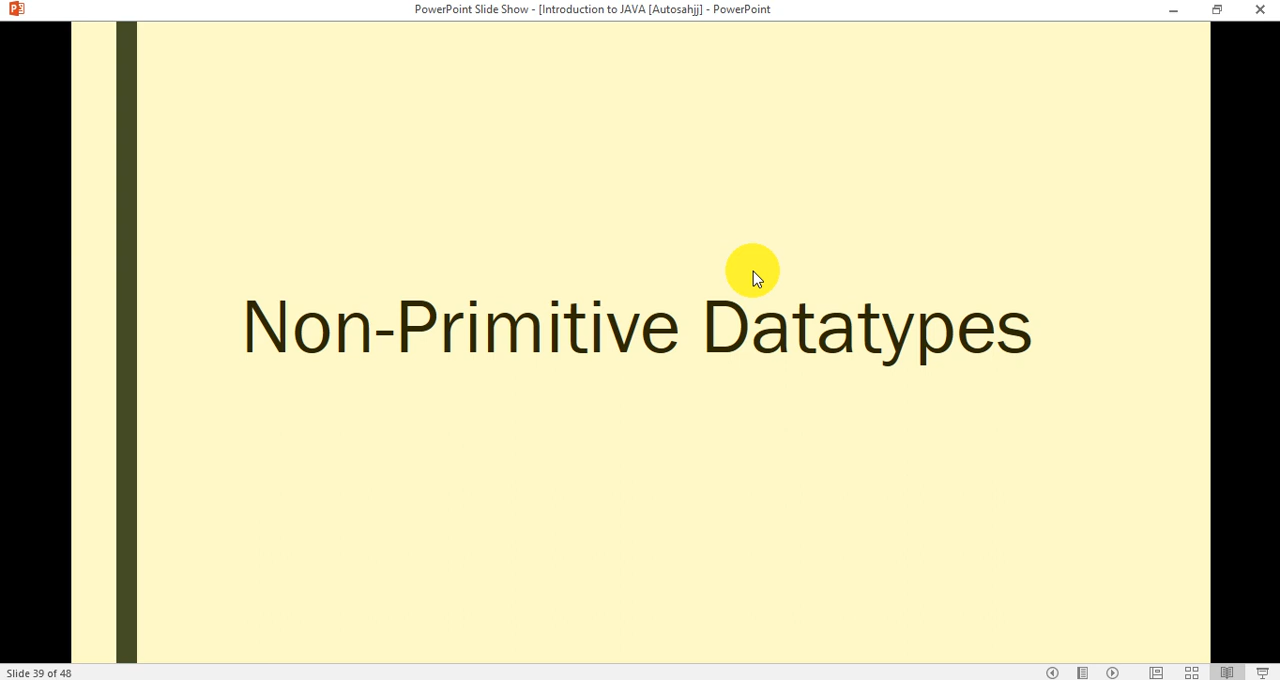 PowerPoint Slide Show - [Introduction to JAVA [Autosahjj] - PowerPoint
Non-Primitive Datatypes
Slide 39 of 48